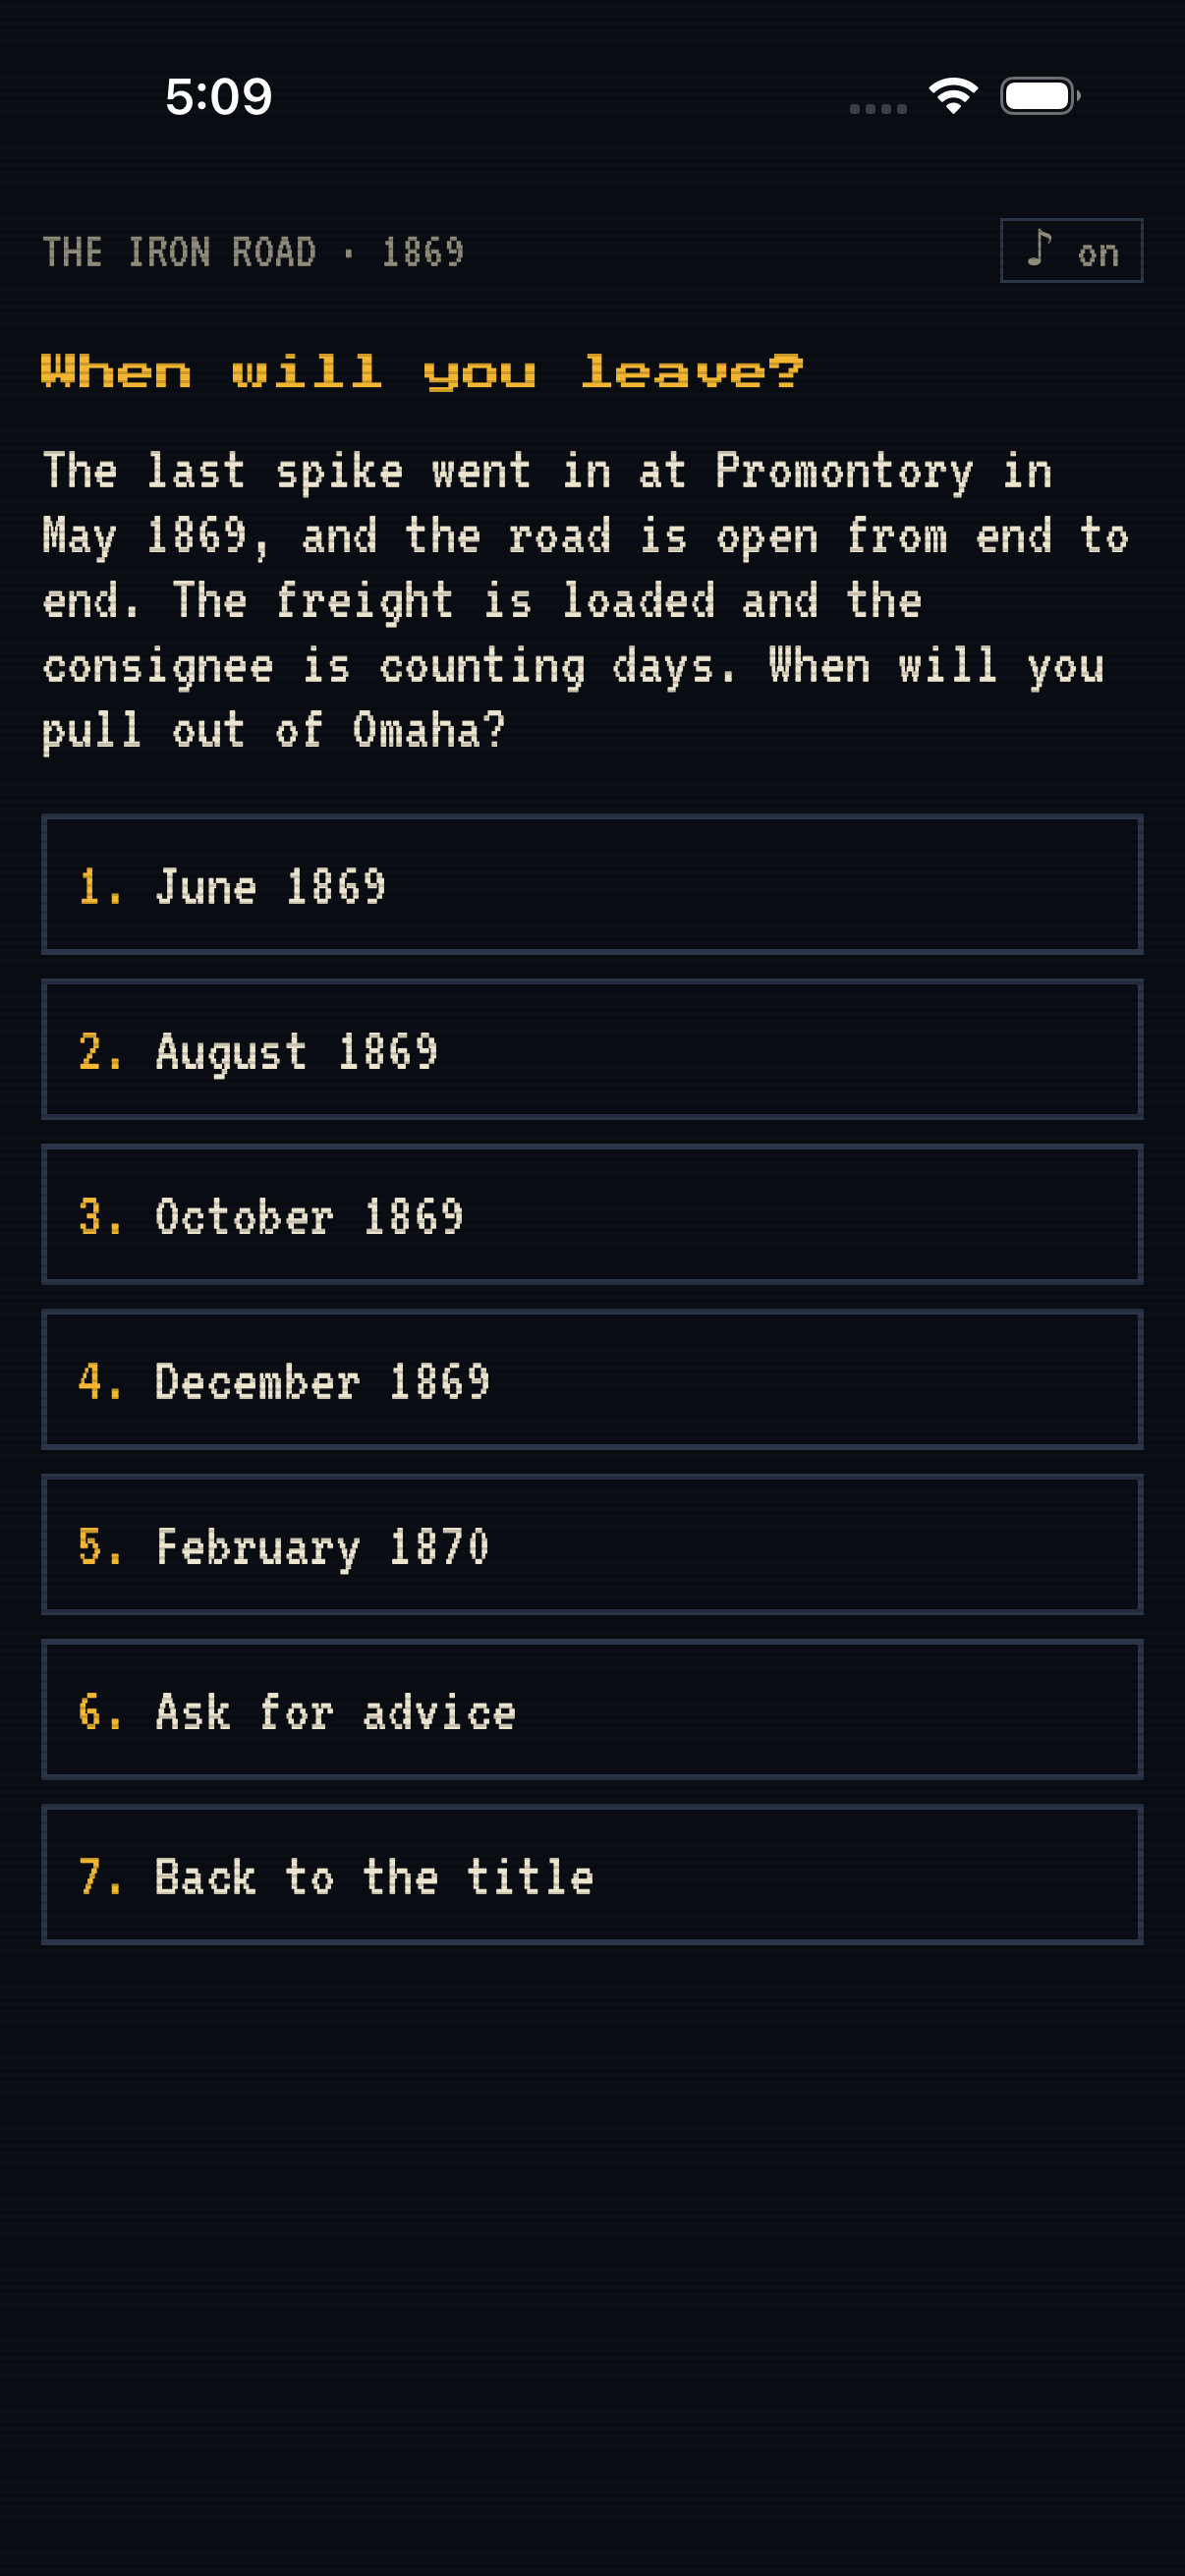 5:09
THE IRON ROAD · 1869
♪ on
When will you leave?
The last spike went in at Promontory in
May 1869, and the road is open from end to
end. The freight is loaded and the
consignee is counting days. When will you
pull out of Omaha?
1. June 1869
2. August 1869
3. October 1869
4. December 1869
5. February 1870
6. Ask for advice
7. Back to the title